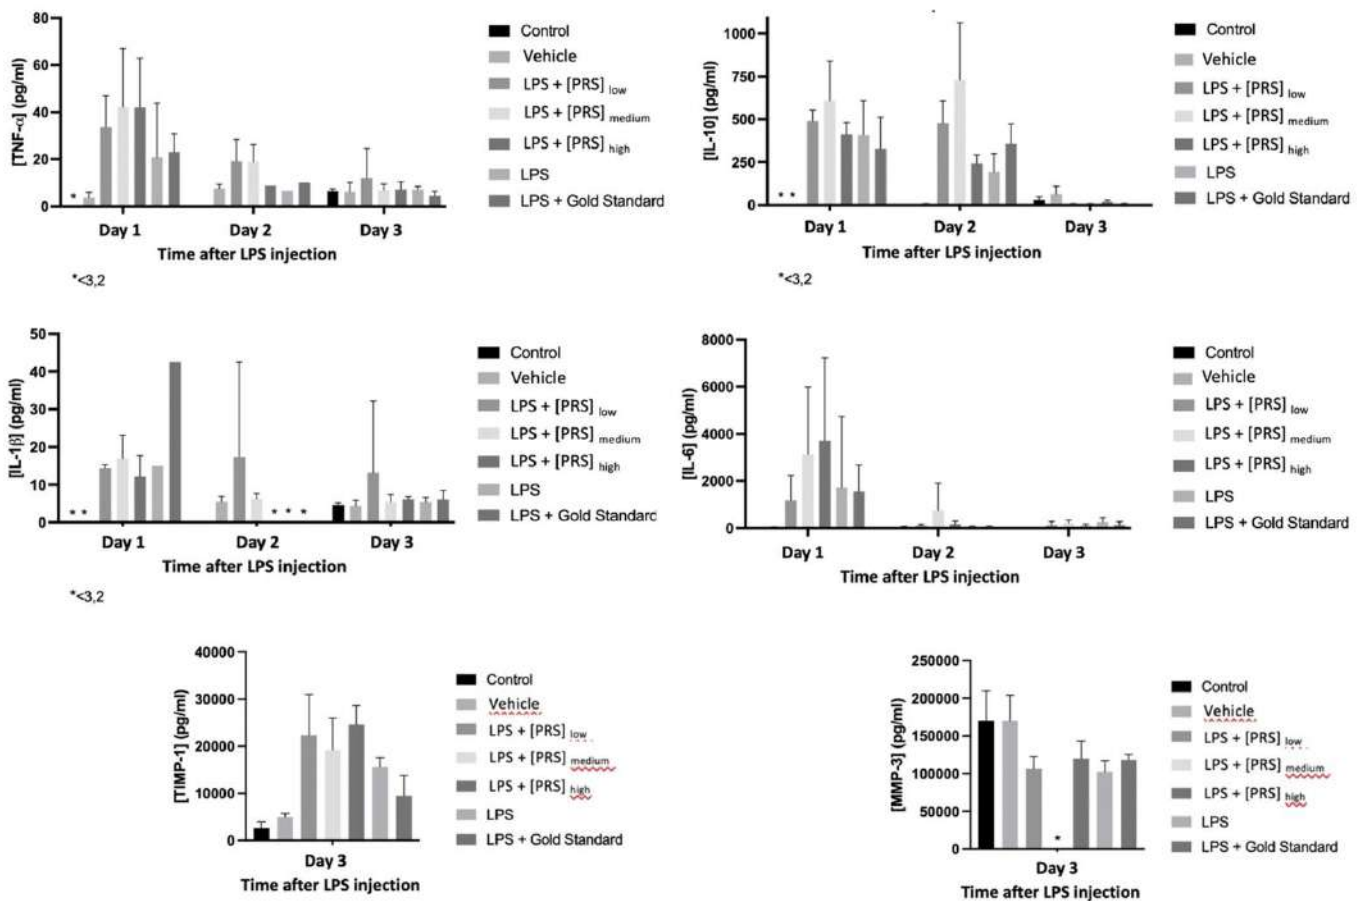 [TNF-α] (pg/ml)
80
60
40
20
0
*
Day 1 Day 2 Day 3
Time after LPS injection
*<3,2
Control
Vehicle
LPS + [PRS] low
LPS + [PRS] medium
LPS + [PRS] high
LPS
LPS + Gold Standard
[IL-10] (pg/ml)
1000
750
500
250
0
* *
Day 1 Day 2 Day 3
Time after LPS injection
*<3,2
Control
Vehicle
LPS + [PRS] low
LPS + [PRS] medium
LPS + [PRS] high
LPS
LPS + Gold Standard
[IL-1β] (pg/ml)
50
40
30
20
10
0
* *
* * *
Day 1 Day 2 Day 3
Time after LPS injection
*<3,2
Control
Vehicle
LPS + [PRS] low
LPS + [PRS] medium
LPS + [PRS] high
LPS
LPS + Gold Standard
[IL-6] (pg/ml)
8000
6000
4000
2000
0
Day 1 Day 2 Day 3
Time after LPS injection
Control
Vehicle
LPS + [PRS] low
LPS + [PRS] medium
LPS + [PRS] high
LPS
LPS + Gold Standard
[TIMP-1] (pg/ml)
40000
30000
20000
10000
0
Day 3
Time after LPS injection
Control
Vehicle
LPS + [PRS] low
LPS + [PRS] medium
LPS + [PRS] high
LPS
LPS + Gold Standard
[MMP-3] (pg/ml)
250000
200000
150000
100000
50000
0
*
Day 3
Time after LPS injection
Control
Vehicle
LPS + [PRS] low
LPS + [PRS] medium
LPS + [PRS] high
LPS
LPS + Gold Standard